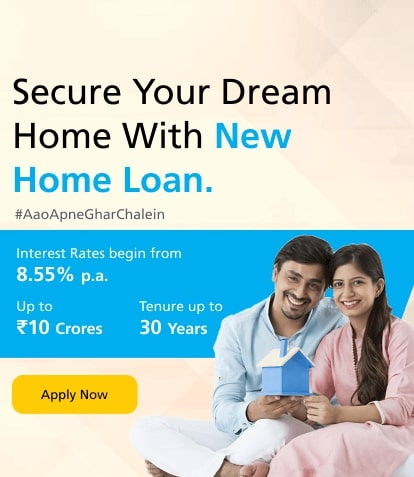 Secure Your Dream
Home With New
Home Loan.
#AaoApneGharChalein
Interest Rates begin from
8.55% p.a.
Up to
₹10 Crores
Tenure up to
30 Years
Apply Now